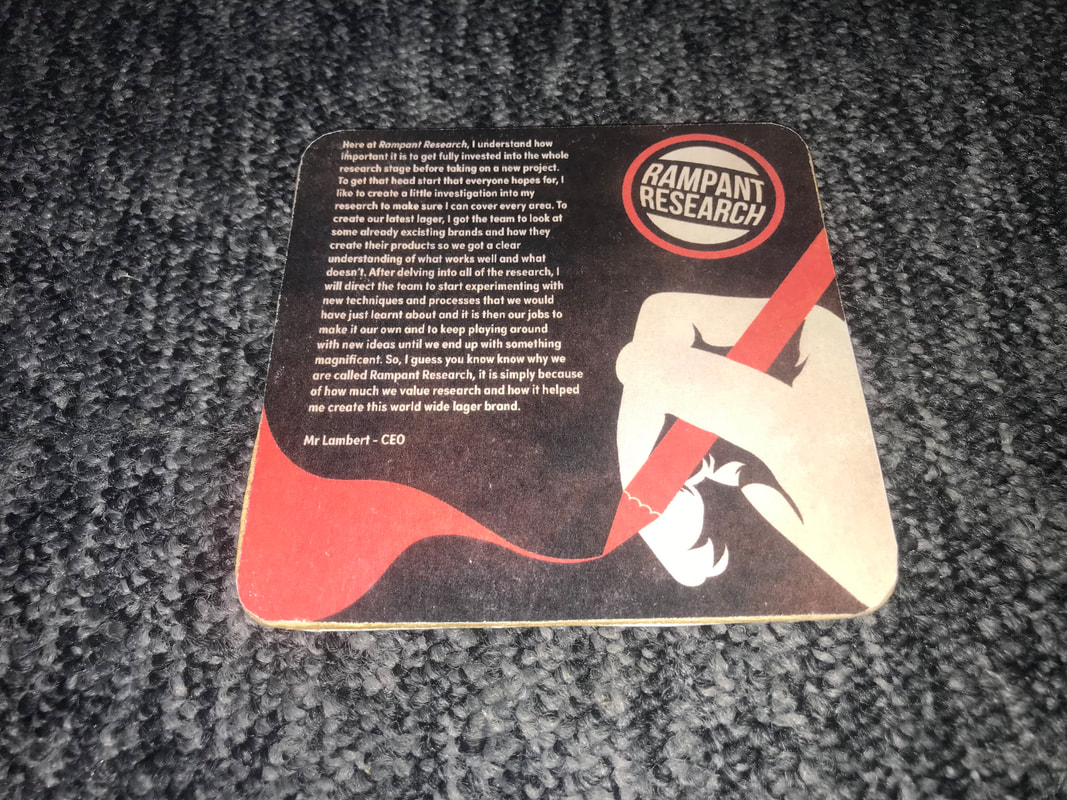 Here at Rampant Research, I understand how
important it is to get fully invested into the whole
research stage before taking on a new project.
To get that head start that everyone hopes for, I
like to create a little investigation into my
research to make sure I can cover every area. To
create our latest lager, I got the team to look at
some already excisting brands and how they
create their products so we got a clear
understanding of what works well and what
doesn't. After delving into all of the research, I
will direct the team to start experimenting with
new techniques and processes that we would
have just learnt about and it is then our jobs to
make it our own and to keep playing around
with new ideas until we end up with something
magnificent. So, I guess you know know why we
are called Rampant Research, it is simply because
of how much we value research and how it helped
me create this world wide lager brand.
Mr Lambert - CEO
RAMPANT
RESEARCH